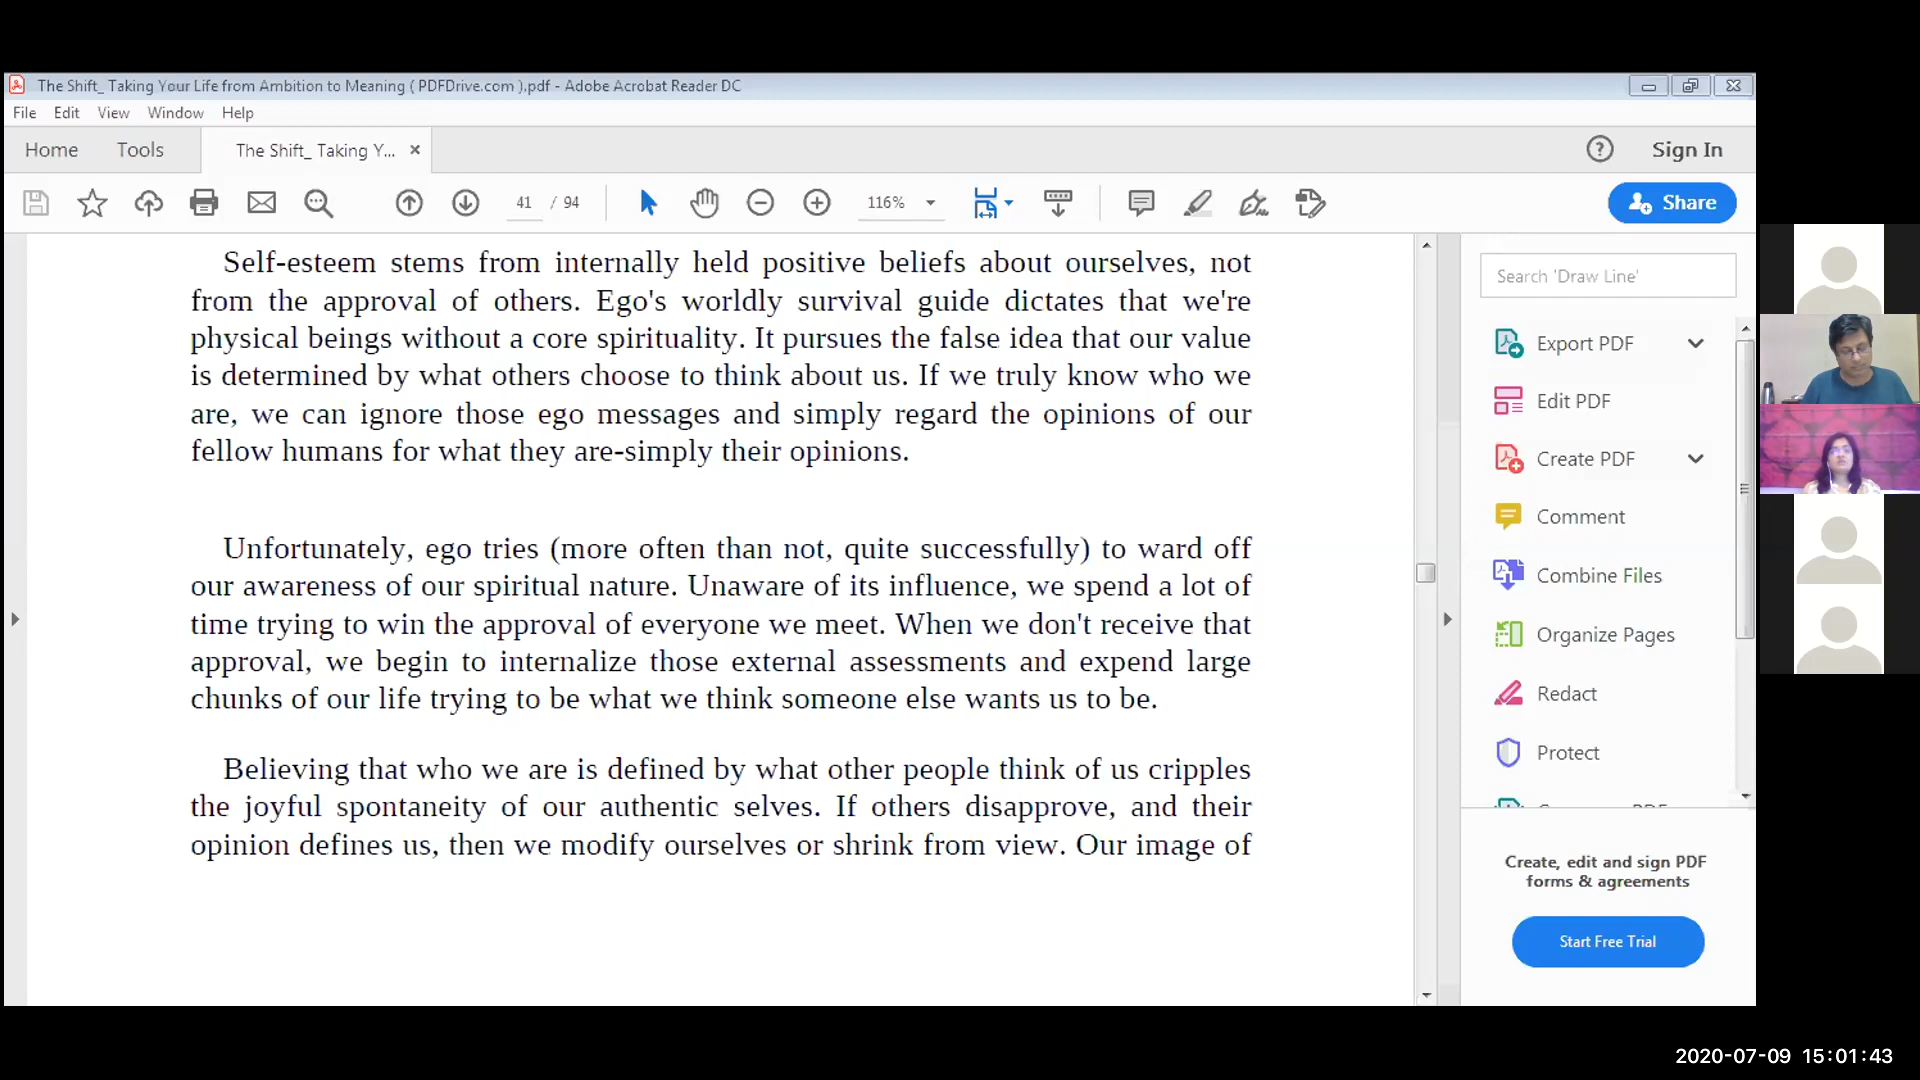 The Shift_ Taking Your Life from Ambition to Meaning ( PDFDrive.com ).pdf - Adobe Acrobat Reader DC
File Edit View Window Help
Home Tools The Shift_ Taking Y... × Sign In
41 / 94 116% Share
Self-esteem stems from internally held positive beliefs about ourselves, not
from the approval of others. Ego's worldly survival guide dictates that we're
physical beings without a core spirituality. It pursues the false idea that our value
is determined by what others choose to think about us. If we truly know who we
are, we can ignore those ego messages and simply regard the opinions of our
fellow humans for what they are-simply their opinions.
Unfortunately, ego tries (more often than not, quite successfully) to ward off
our awareness of our spiritual nature. Unaware of its influence, we spend a lot of
time trying to win the approval of everyone we meet. When we don't receive that
approval, we begin to internalize those external assessments and expend large
chunks of our life trying to be what we think someone else wants us to be.
Believing that who we are is defined by what other people think of us cripples
the joyful spontaneity of our authentic selves. If others disapprove, and their
opinion defines us, then we modify ourselves or shrink from view. Our image of
Search 'Draw Line'
Export PDF
Edit PDF
Create PDF
Comment
Combine Files
Organize Pages
Redact
Protect
Create, edit and sign PDF
forms & agreements
Start Free Trial
2020-07-09 15:01:43